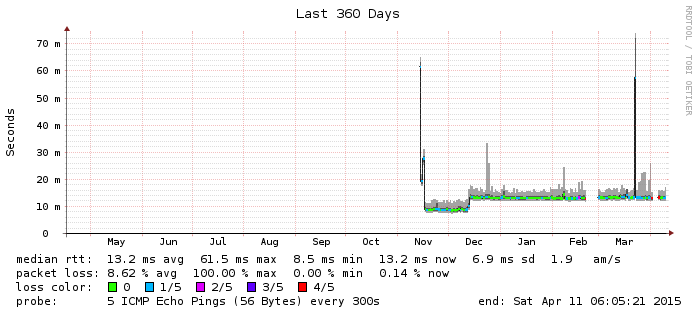 Last 360 Days
RRDTOOL / TOBI OETIKER
Seconds
70 m
60 m
50 m
40 m
30 m
20 m
10 m
0
May Jun Jul Aug Sep Oct Nov Dec Jan Feb Mar
median rtt: 13.2 ms avg 61.5 ms max 8.5 ms min 13.2 ms now 6.9 ms sd 1.9 am/s
packet loss: 8.62 % avg 100.00 % max 0.00 % min 0.14 % now
loss color: 0 1/5 2/5 3/5 4/5
probe: 5 ICMP Echo Pings (56 Bytes) every 300s end: Sat Apr 11 06:05:21 2015